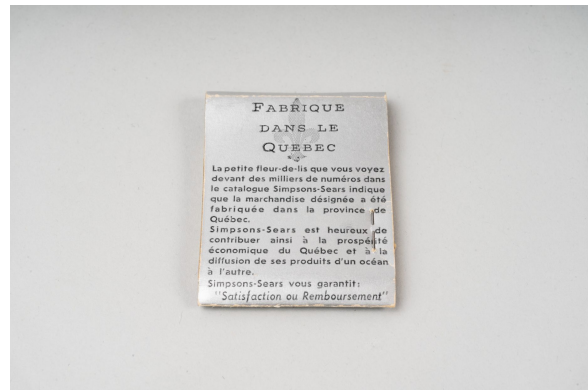 FABRIQUE
DANS LE
QUEBEC
La petite fleur-de-lis que vous voyez
devant des milliers de numéros dans
le catalogue Simpsons-Sears indique
que la marchandise désignée a été
fabriquée dans la province de
Québec.
Simpsons-Sears est heureux de
contribuer ainsi à la prospéité
économique du Québec et à la
diffusion de ses produits d'un océan
à l'autre.
Simpsons-Sears vous garantit:
"Satisfaction ou Remboursement"